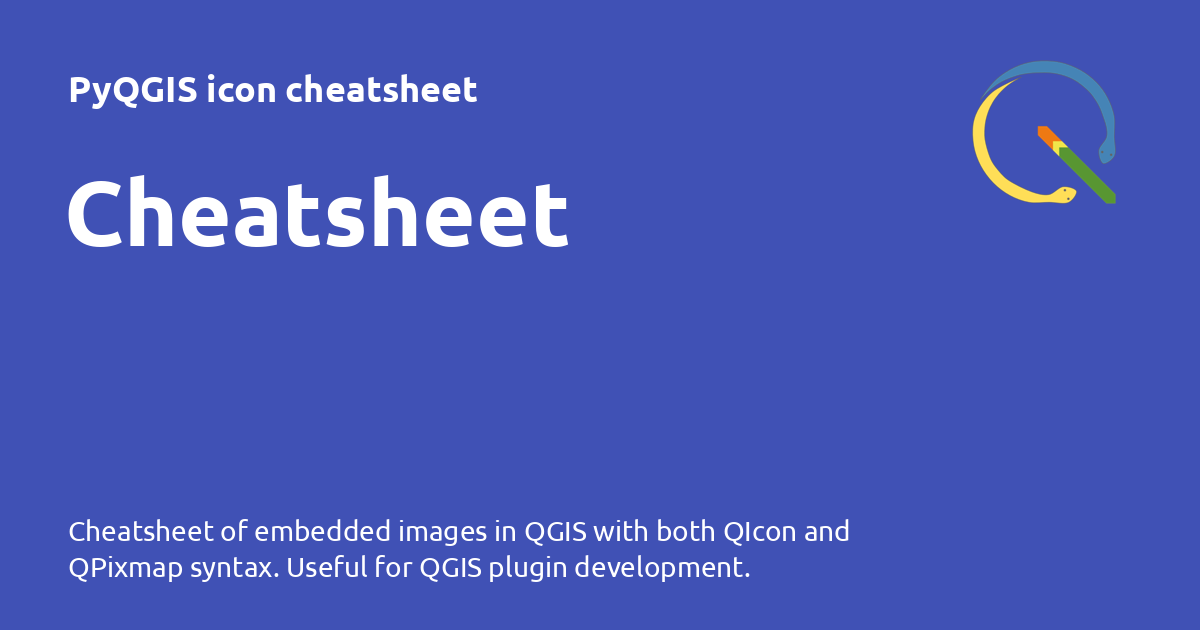 PyQGIS icon cheatsheet
Cheatsheet
Cheatsheet of embedded images in QGIS with both QIcon and
QPixmap syntax. Useful for QGIS plugin development.